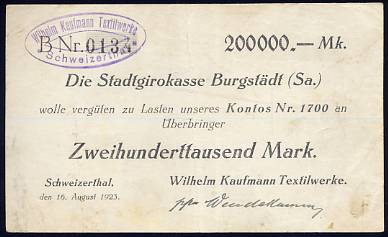 Wilhelm Kaufmann Textilwerke
B Nr. 0134
Schweizerthal
200000.— Mk.
Die Stadtgirokasse Burgstädt (Sa.)
wolle vergüten zu Lasten unseres Kontos Nr. 1700 an
Überbringer
Zweihunderttausend Mark.
Schweizerthal, Wilhelm Kaufmann Textilwerke.
den 16. August 1923.